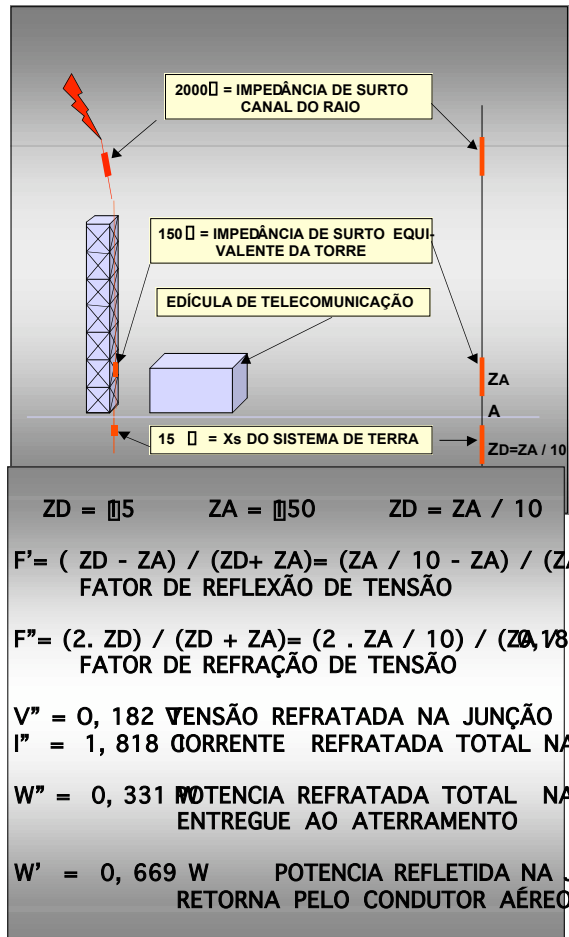 2000▯ = IMPEDÂNCIA DE SURTO
CANAL DO RAIO
150▯ = IMPEDÂNCIA DE SURTO EQUI-
VALENTE DA TORRE
EDÍCULA DE TELECOMUNICAÇÃO
ZA
A
15 ▯ = Xs DO SISTEMA DE TERRA
ZD=ZA / 10
ZD = 15 ZA = 150 ZD = ZA / 10
F'= ( ZD - ZA) / (ZD+ ZA)= (ZA / 10 - ZA) / (ZA
FATOR DE REFLEXÃO DE TENSÃO
F"= (2. ZD) / (ZD + ZA)= (2 . ZA / 10) / (ZA / 0,18
FATOR DE REFRAÇÃO DE TENSÃO
V" = 0, 182 V TENSÃO REFRATADA NA JUNÇÃO
I" = 1, 818 I CORRENTE REFRATADA TOTAL NA
W" = 0, 331 W POTENCIA REFRATADA TOTAL NA
ENTREGUE AO ATERRAMENTO
W' = 0, 669 W POTENCIA REFLETIDA NA J
RETORNA PELO CONDUTOR AÉREO